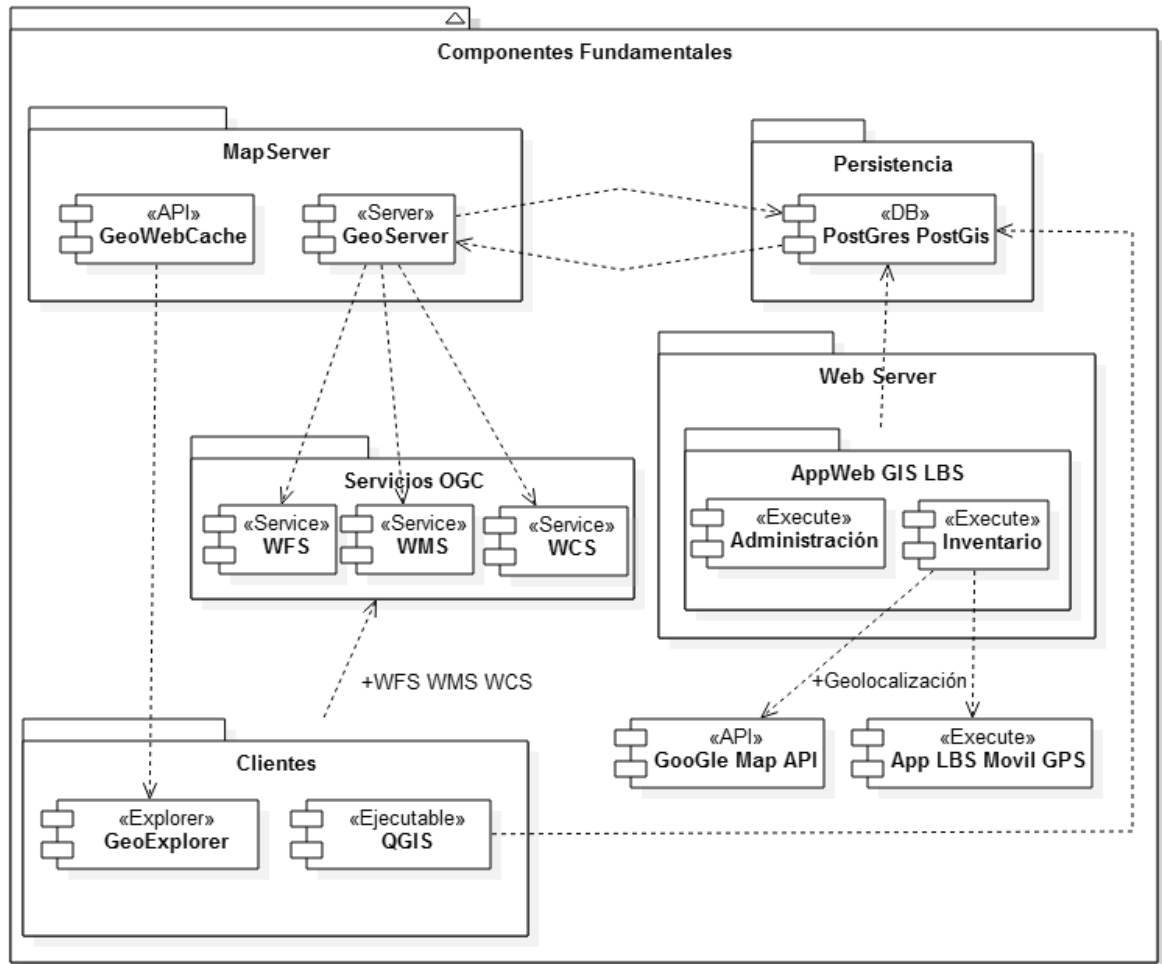 Componentes Fundamentales
MapServer
«API»
GeoWebCache
«Server»
GeoServer
Persistencia
«DB»
PostGres PostGis
Web Server
AppWeb GIS LBS
«Execute»
Administración
«Execute»
Inventario
Servicios OGC
«Service»
WFS
«Service»
WMS
«Service»
WCS
+WFS WMS WCS
+Geolocalización
«API»
GooGle Map API
«Execute»
App LBS Movil GPS
Clientes
«Explorer»
GeoExplorer
«Ejecutable»
QGIS